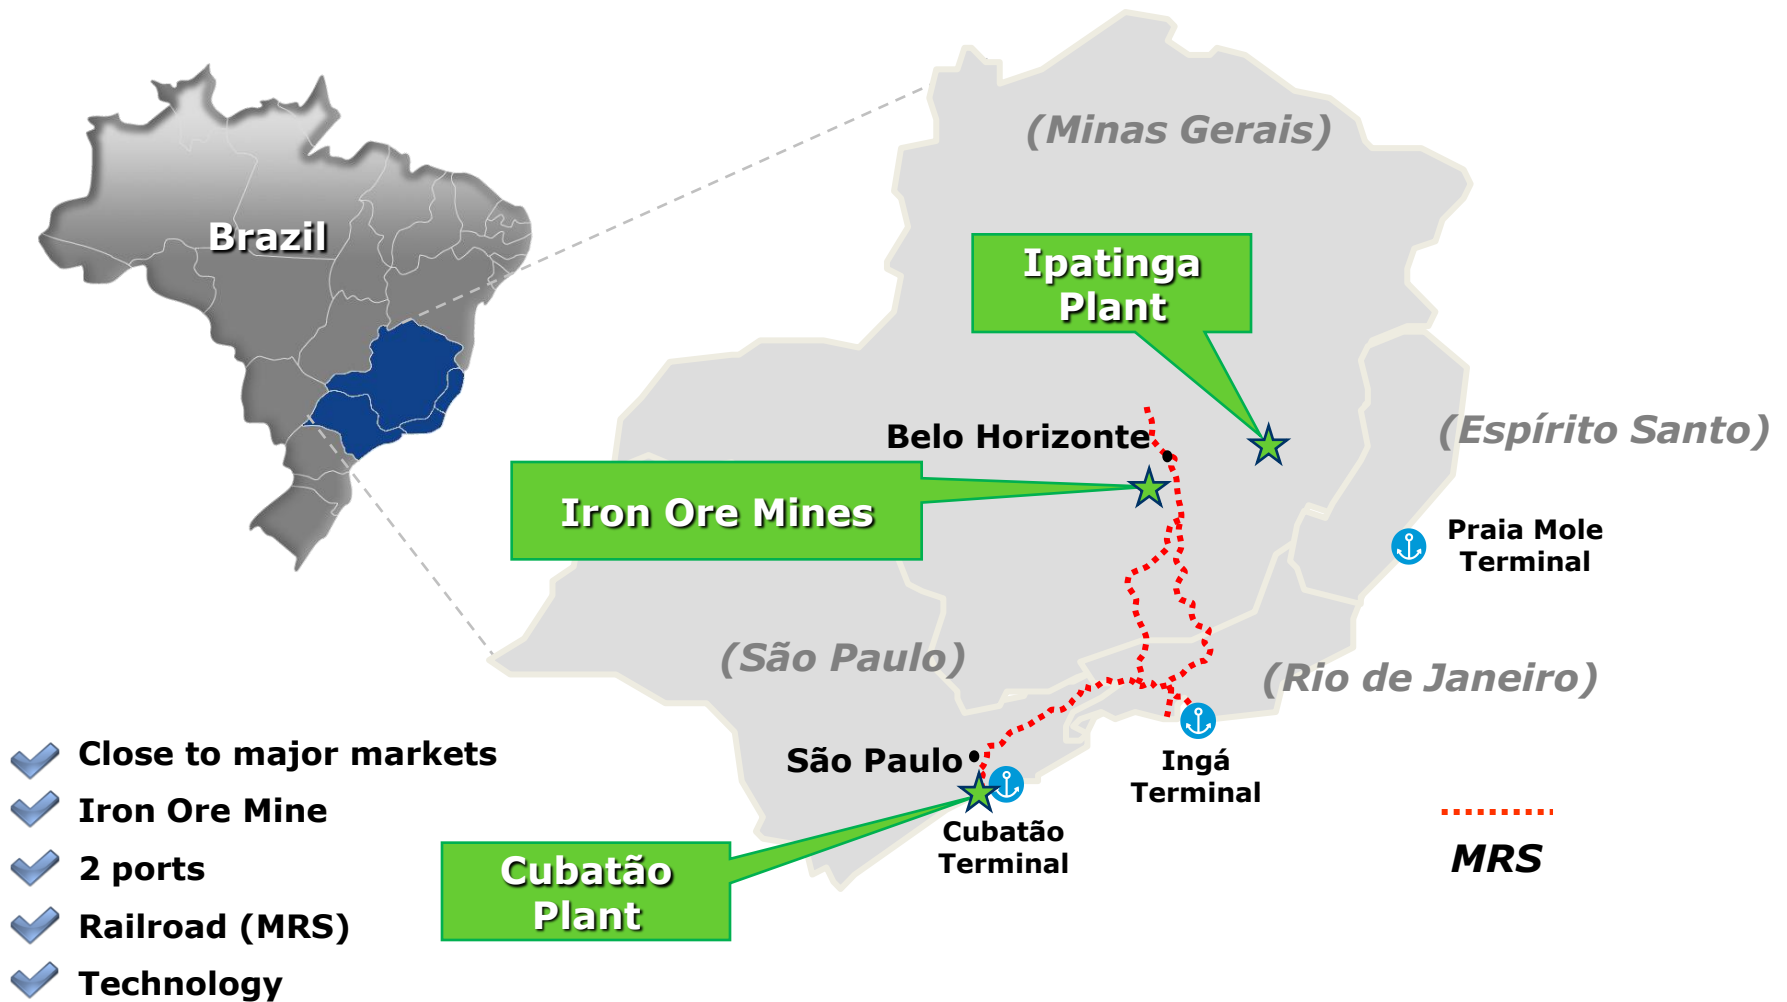 Brazil
(Minas Gerais)
Ipatinga
Plant
Belo Horizonte
(Espírito Santo)
Iron Ore Mines
Praia Mole
Terminal
(São Paulo)
(Rio de Janeiro)
São Paulo
Ingá
Terminal
Cubatão
Terminal
Cubatão
Plant
MRS
Close to major markets
Iron Ore Mine
2 ports
Railroad (MRS)
Technology